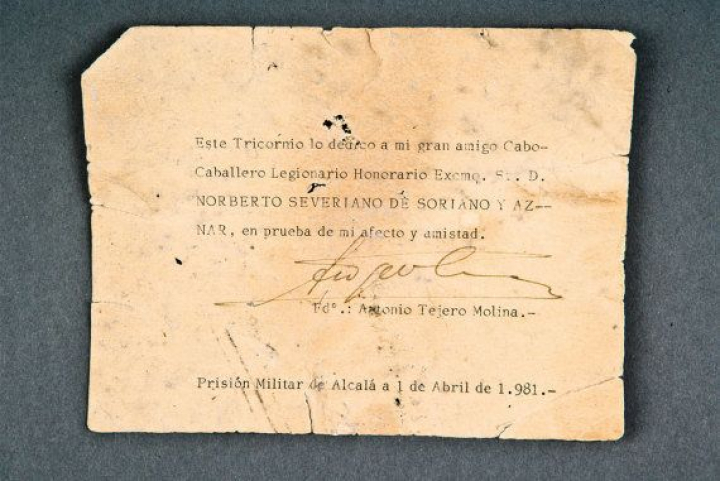 Este Tricornio lo dedico a mi gran amigo Cabo-
Caballero Legionario Honorario Excmo. Sr. D.
NORBERTO SEVERIANO DE SORIANO Y AZ--
NAR, en prueba de mi afecto y amistad.
Fdº.: Antonio Tejero Molina.-
Prisión Militar de Alcalá a 1 de Abril de 1.981.-